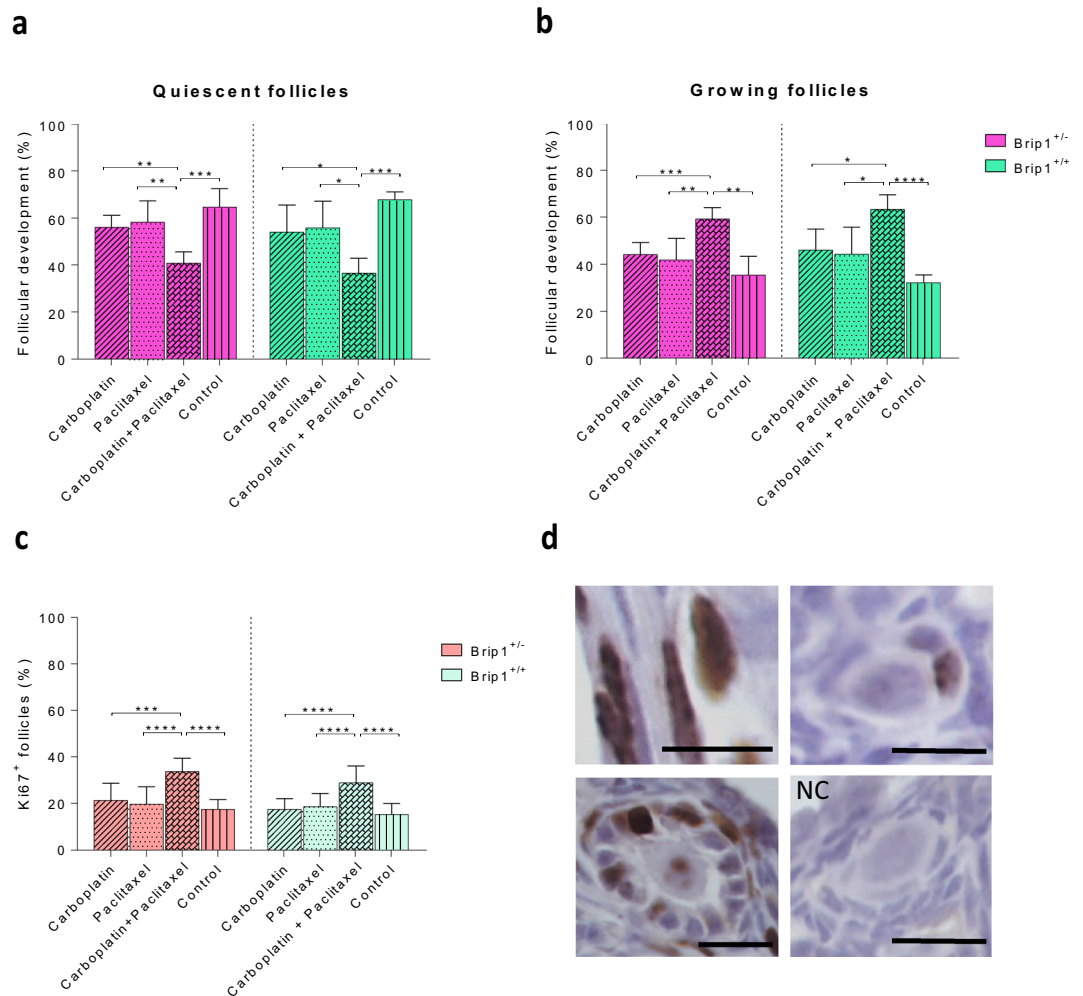 a
Quiescent follicles
Follicular development (%)
100
80
60
40
20
0
** ** *** * * ***
Carboplatin
Paclitaxel
Carboplatin+Paclitaxel
Control
Carboplatin
Paclitaxel
Carboplatin + Paclitaxel
Control
b
Growing follicles
Follicular development (%)
100
80
60
40
20
0
*** ** ** * * ****
Carboplatin
Paclitaxel
Carboplatin+Paclitaxel
Control
Carboplatin
Paclitaxel
Carboplatin + Paclitaxel
Control
Brip1+/-
Brip1+/+
c
Ki67+ follicles (%)
100
80
60
40
20
0
*** **** **** **** **** ****
Carboplatin
Paclitaxel
Carboplatin+Paclitaxel
Control
Carboplatin
Paclitaxel
Carboplatin + Paclitaxel
Control
Brip1+/-
Brip1+/+
d
NC